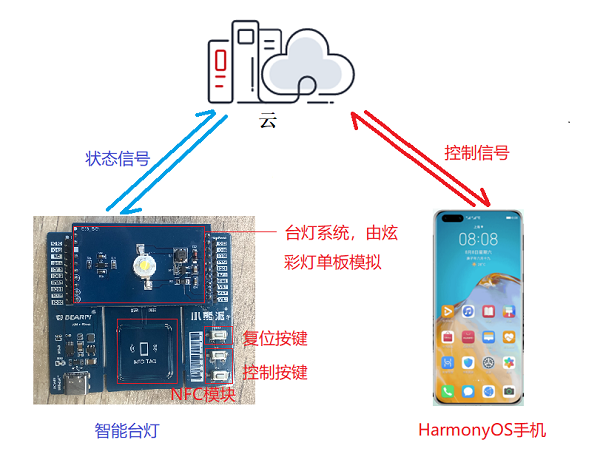 云
状态信号
控制信号
台灯系统，由炫
彩灯单板模拟
08:08
BEARPI
小熊派
NFC TAG
复位按键
控制按键
NFC模块
智能台灯
HarmonyOS手机